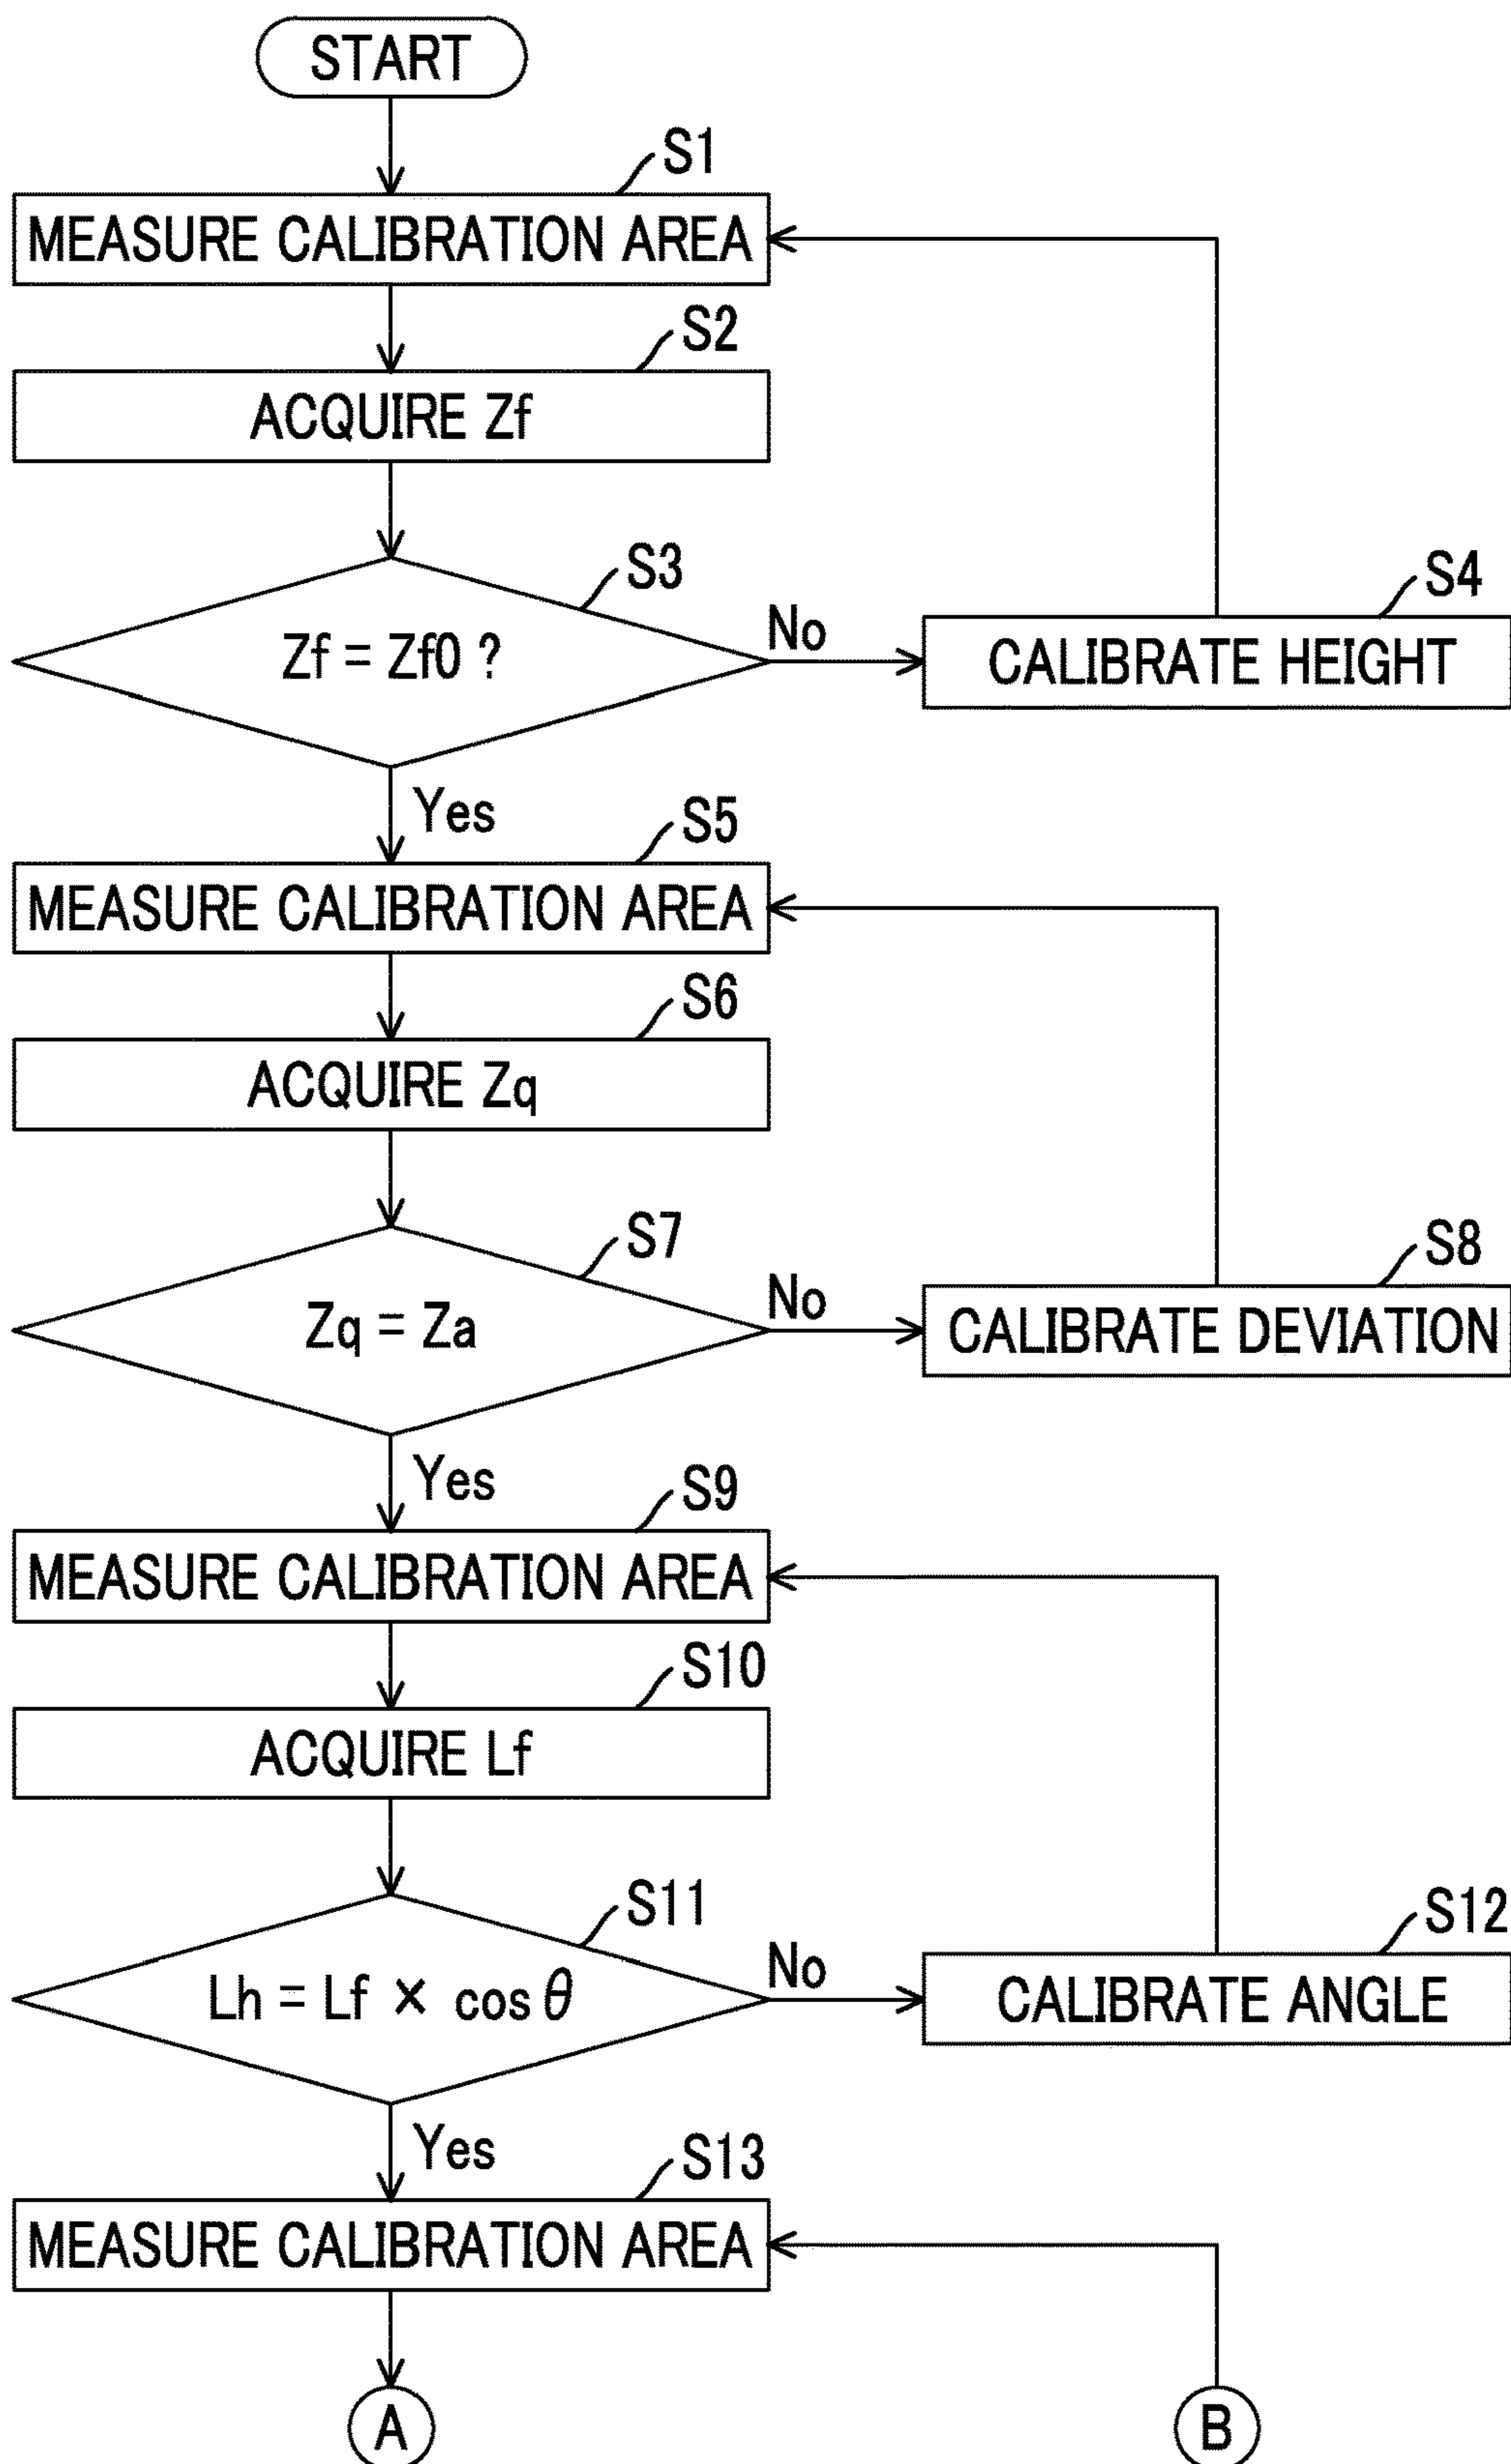 START
S1
MEASURE CALIBRATION AREA
S2
ACQUIRE Zf
S3
Zf = Zf0 ?
No
S4
CALIBRATE HEIGHT
Yes
S5
MEASURE CALIBRATION AREA
S6
ACQUIRE Zq
S7
Zq = Za
No
S8
CALIBRATE DEVIATION
Yes
S9
MEASURE CALIBRATION AREA
S10
ACQUIRE Lf
S11
Lh = Lf × cos θ
No
S12
CALIBRATE ANGLE
Yes
S13
MEASURE CALIBRATION AREA
A
B